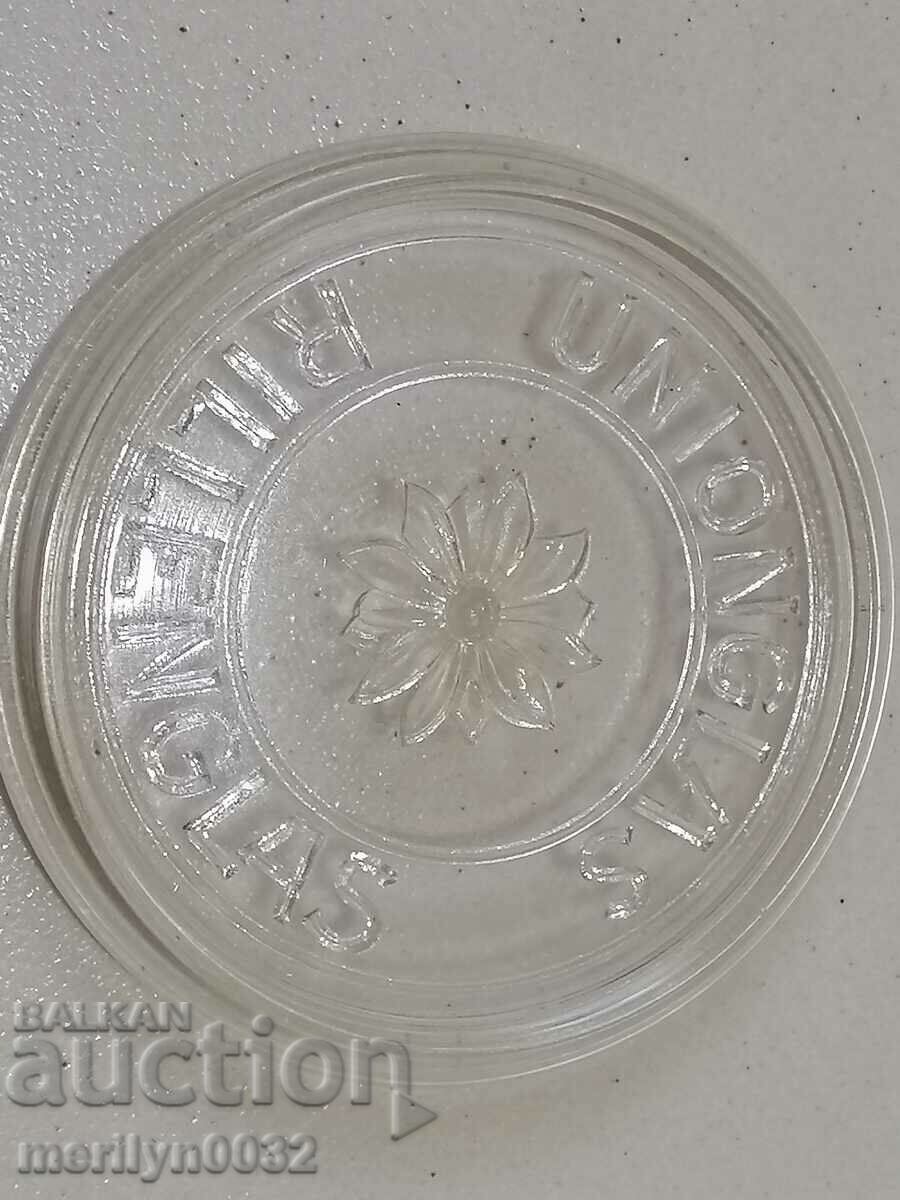 UNIONGLAS
RILLENGLAS
BALKAN
auction
merilyn0032